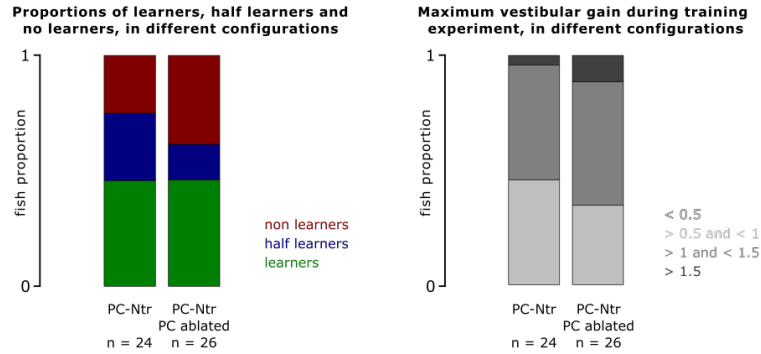 Proportions of learners, half learners and
no learners, in different configurations
1
fish proportion
0
non learners
half learners
learners
PC-Ntr
n = 24
PC-Ntr
PC ablated
n = 26
Maximum vestibular gain during training
experiment, in different configurations
1
fish proportion
0
< 0.5
> 0.5 and < 1
> 1 and < 1.5
> 1.5
PC-Ntr
n = 24
PC-Ntr
PC ablated
n = 26